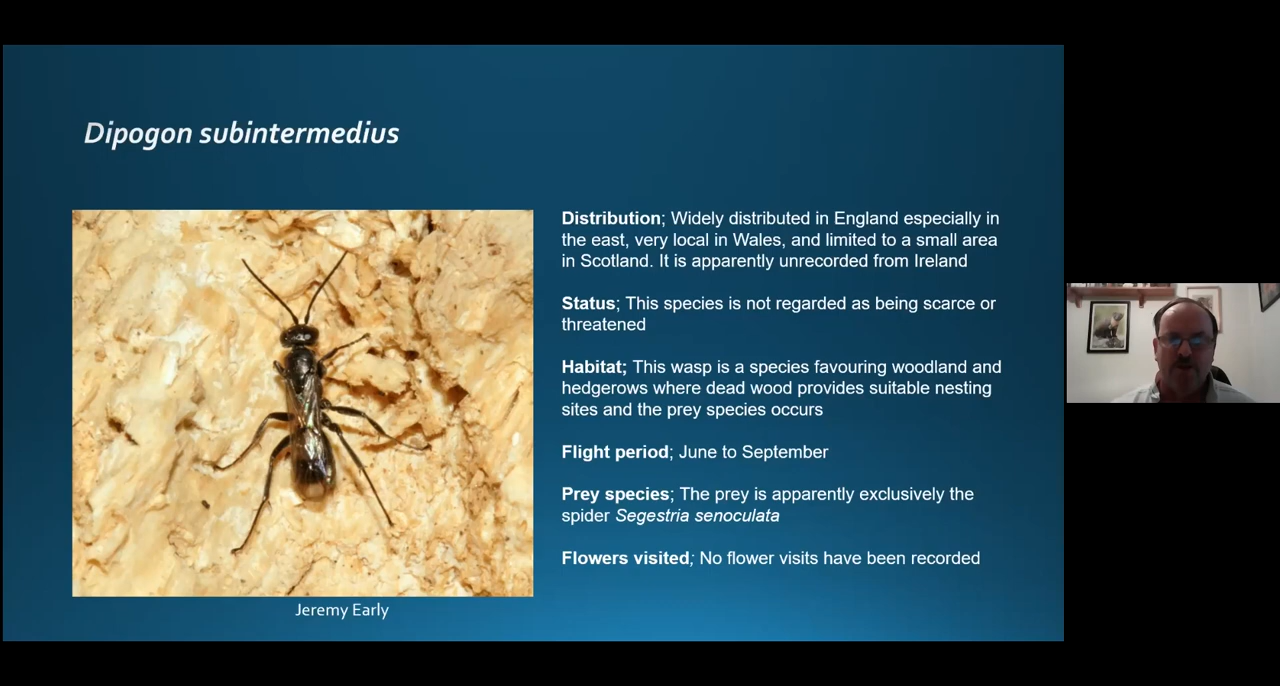 Dipogon subintermedius
Distribution; Widely distributed in England especially in
the east, very local in Wales, and limited to a small area
in Scotland. It is apparently unrecorded from Ireland
Status; This species is not regarded as being scarce or
threatened
Habitat; This wasp is a species favouring woodland and
hedgerows where dead wood provides suitable nesting
sites and the prey species occurs
Flight period; June to September
Prey species; The prey is apparently exclusively the
spider Segestria senoculata
Flowers visited; No flower visits have been recorded
Jeremy Early